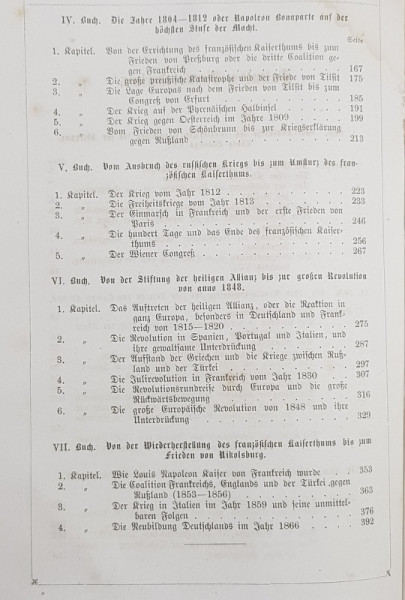 IV. Buch. Die Jahre 1804—1812 oder Napoleon Bonaparte auf der
höchsten Stufe der Macht.
Seite
1. Kapitel. Von der Errichtung des französischen Kaiserthums bis zum
Frieden von Preßburg oder die dritte Coalition ge-
gen Frankreich . . . . . . . . . . 167
2. „ Die große preußische Katastrophe und der Friede von Tilsit 175
3. „ Die Lage Europas nach dem Frieden von Tilsit bis zum
Congreß von Erfurt . . . . . . . . . 185
4. „ Der Krieg auf der Pyrenäischen Halbinsel . . . . 191
5. „ Der Krieg gegen Oesterreich im Jahre 1809 . . . . 199
6. „ Vom Frieden von Schönbrunn bis zur Kriegserklärung
gegen Rußland . . . . . . . . . . 213
V. Buch. Vom Ausbruch des russischen Kriegs bis zum Umsturz des fran-
zösischen Kaiserthums.
1. Kapitel. Der Krieg vom Jahr 1812 . . . . . . . . 223
2. „ Die Freiheitskriege vom Jahr 1813 . . . . . . 233
3. „ Der Einmarsch in Frankreich und der erste Frieden von
Paris . . . . . . . . . . . . 246
4. „ Die hundert Tage und das Ende des französischen Kaiser-
thums . . . . . . . . . . . . 256
5. „ Der Wiener Congreß . . . . . . . . . 267
VI. Buch. Von der Stiftung der heiligen Allianz bis zur großen Revolution
von anno 1848.
1. Kapitel. Das Auftreten der heiligen Allianz, oder die Reaktion in
ganz Europa, besonders in Deutschland und Frank-
reich von 1815—1820 . . . . . . . . . 275
2. „ Die Revolution in Spanien, Portugal und Italien, und
ihre gewaltsame Unterdrückung . . . . . . . 287
3. „ Der Aufstand der Griechen und die Kriege zwischen Ruß-
land und der Türkei . . . . . . . . . 297
4. „ Die Julirevolution in Frankreich vom Jahr 1830 . . . 307
5. „ Die Revolutionsrundreise durch Europa und die große
Rückwärtsbewegung . . . . . . . . . 316
6. „ Die große Europäische Revolution von 1848 und ihre
Unterdrückung . . . . . . . . . . 329
VII. Buch. Von der Wiederherstellung des französischen Kaiserthums bis zum
Frieden von Nikolsburg.
1. Kapitel. Wie Louis Napoleon Kaiser von Frankreich wurde . . 353
2. „ Die Coalition Frankreichs, Englands und der Türkei gegen
Rußland (1853—1856) . . . . . . . . . 363
3. „ Der Krieg in Italien im Jahr 1859 und seine unmittel-
baren Folgen . . . . . . . . . . . 376
4. „ Die Neubildung Deutschlands im Jahr 1866 . . . . 392